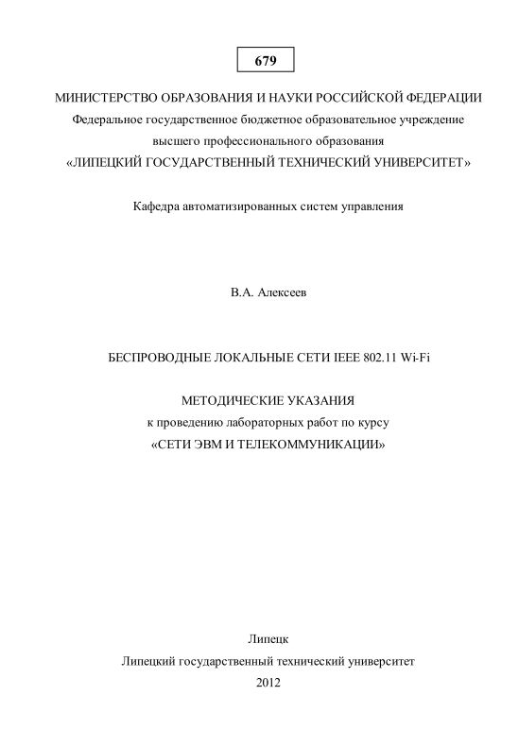 679
МИНИСТЕРСТВО ОБРАЗОВАНИЯ И НАУКИ РОССИЙСКОЙ ФЕДЕРАЦИИ
Федеральное государственное бюджетное образовательное учреждение
высшего профессионального образования
«ЛИПЕЦКИЙ ГОСУДАРСТВЕННЫЙ ТЕХНИЧЕСКИЙ УНИВЕРСИТЕТ»
Кафедра автоматизированных систем управления
В.А. Алексеев
БЕСПРОВОДНЫЕ ЛОКАЛЬНЫЕ СЕТИ IEEE 802.11 Wi-Fi
МЕТОДИЧЕСКИЕ УКАЗАНИЯ
к проведению лабораторных работ по курсу
«СЕТИ ЭВМ И ТЕЛЕКОММУНИКАЦИИ»
Липецк
Липецкий государственный технический университет
2012